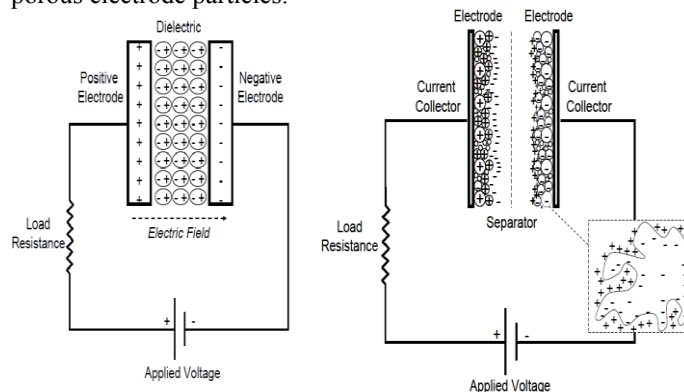 porous electrode particles.
Dielectric
Positive
Electrode
Negative
Electrode
Load
Resistance
Electric Field
+ -
Applied Voltage
Electrode Electrode
Current
Collector
Current
Collector
Separator
Load
Resistance
+ -
Applied Voltage